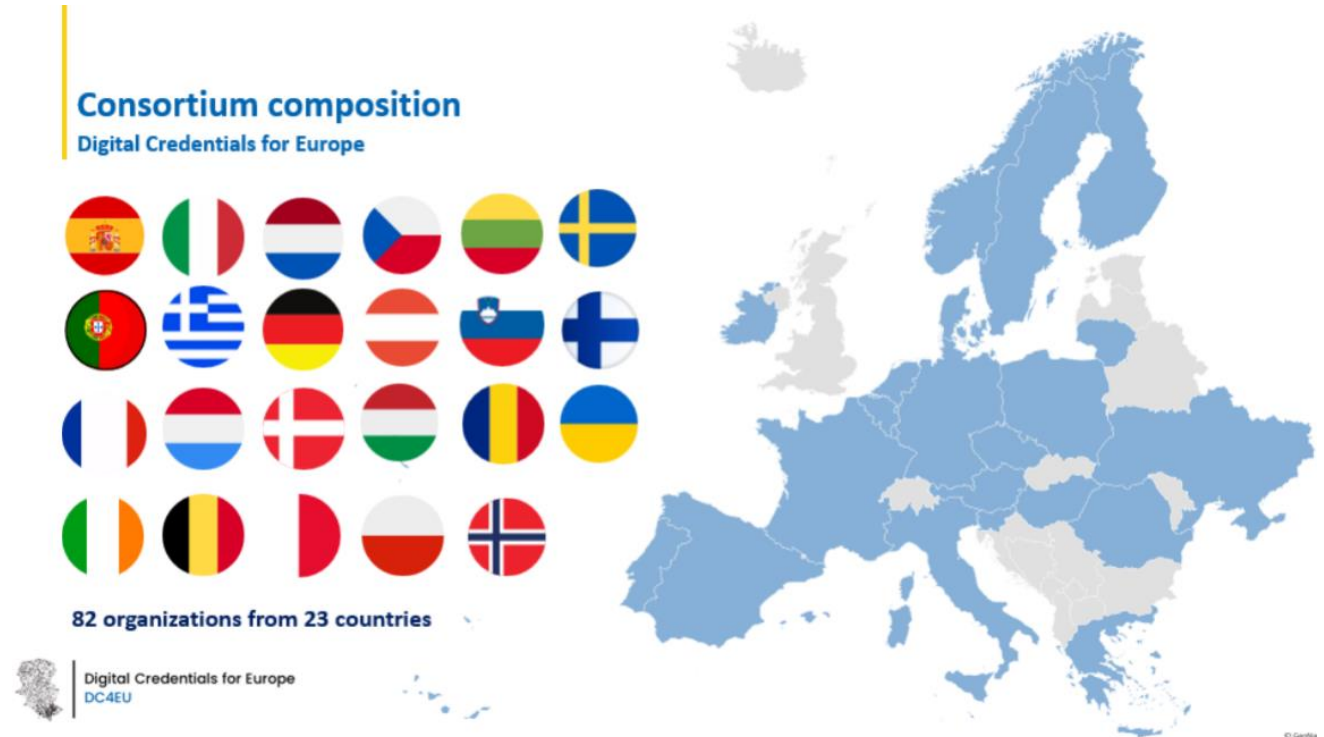 Consortium composition
Digital Credentials for Europe
82 organizations from 23 countries
Digital Credentials for Europe
DC4EU